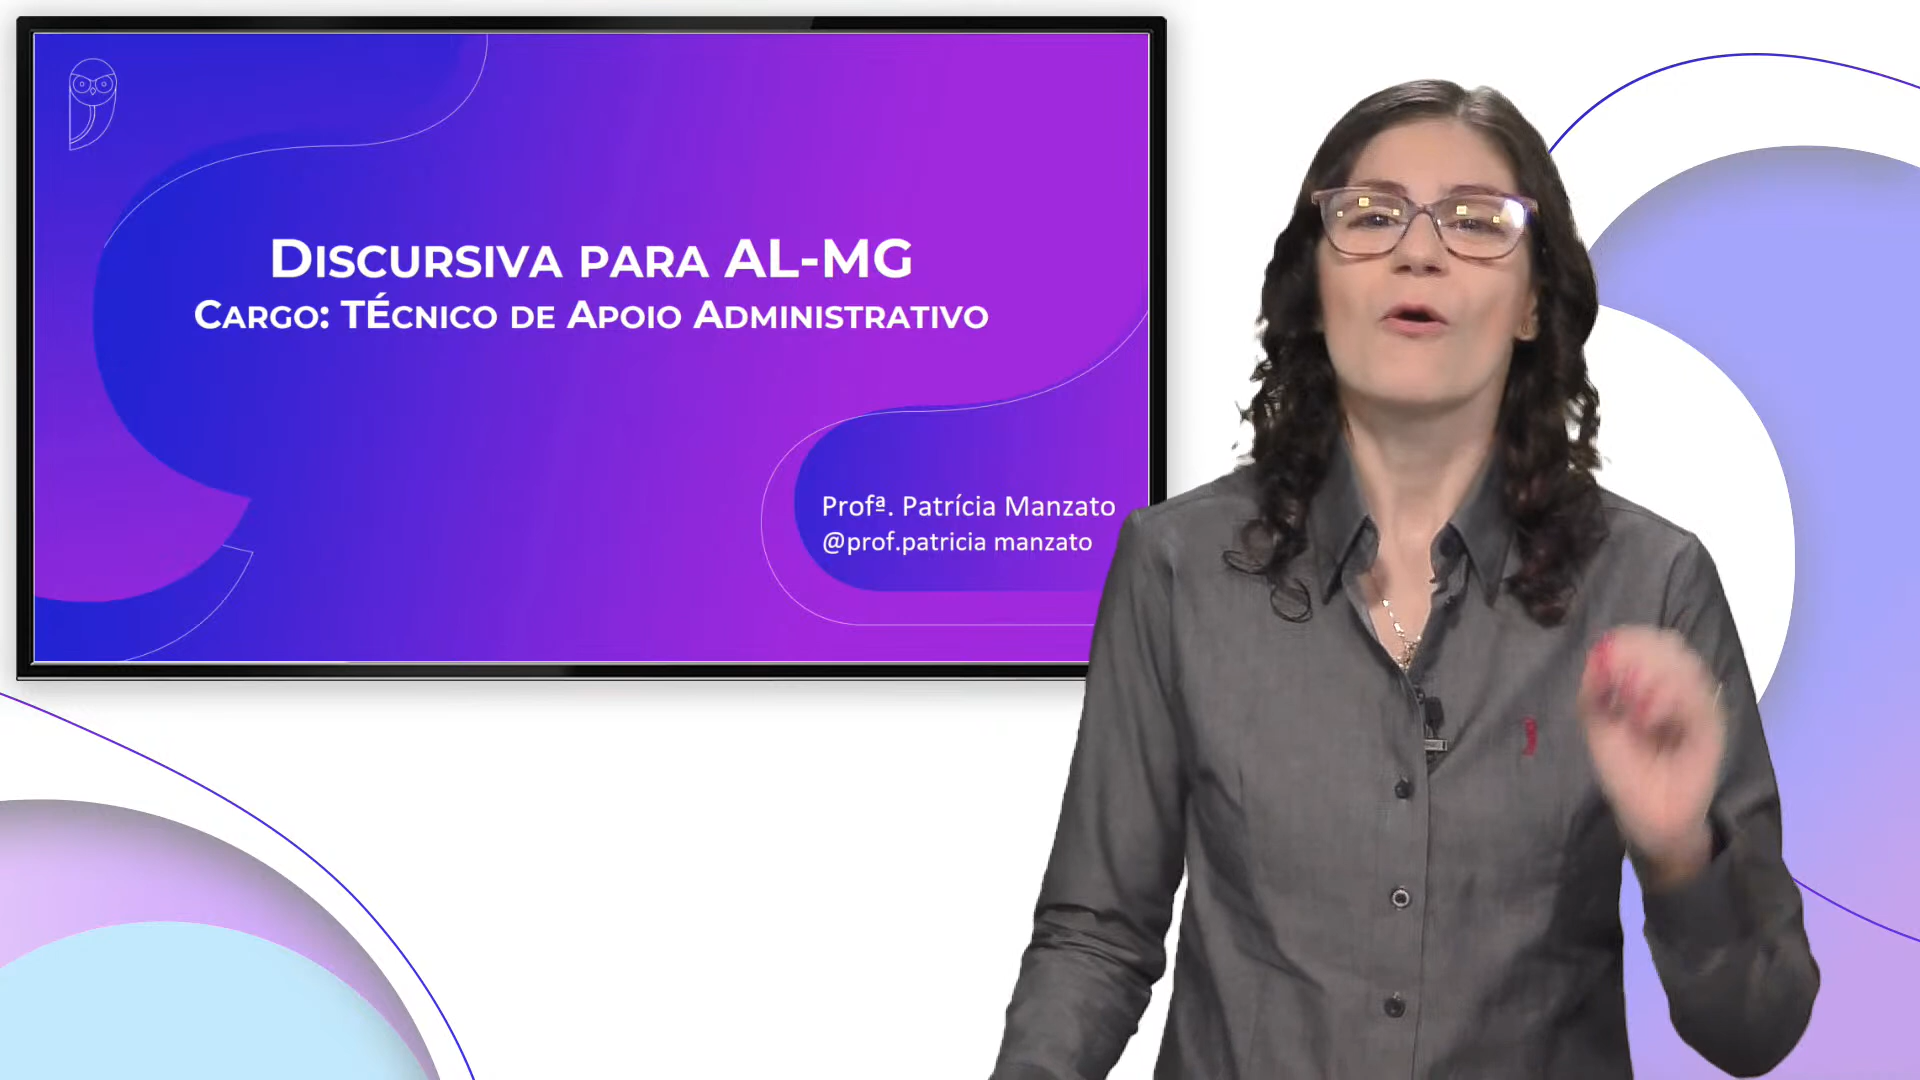 Discursiva para AL-MG
Cargo: TÉcnico de Apoio Administrativo
Profª. Patrícia Manzato
@prof.patricia manzato